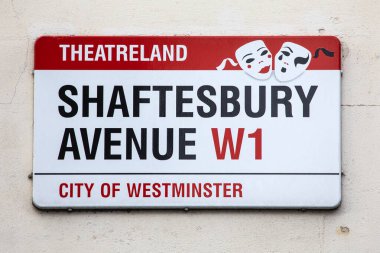 THEATRELAND
SHAFTESBURY
AVENUE W1
CITY OF WESTMINSTER